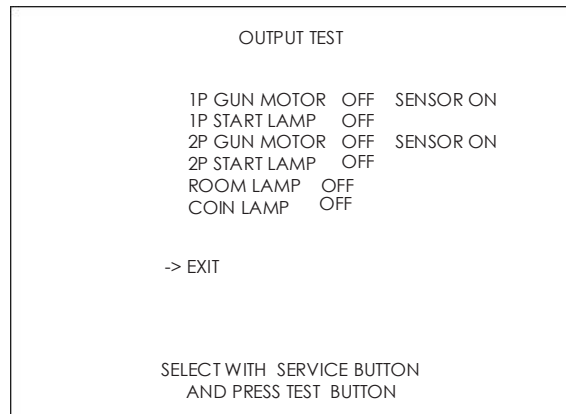 OUTPUT TEST
1P GUN MOTOR OFF SENSOR ON
1P START LAMP OFF
2P GUN MOTOR OFF SENSOR ON
2P START LAMP OFF
ROOM LAMP OFF
COIN LAMP OFF
-> EXIT
SELECT WITH SERVICE BUTTON
AND PRESS TEST BUTTON